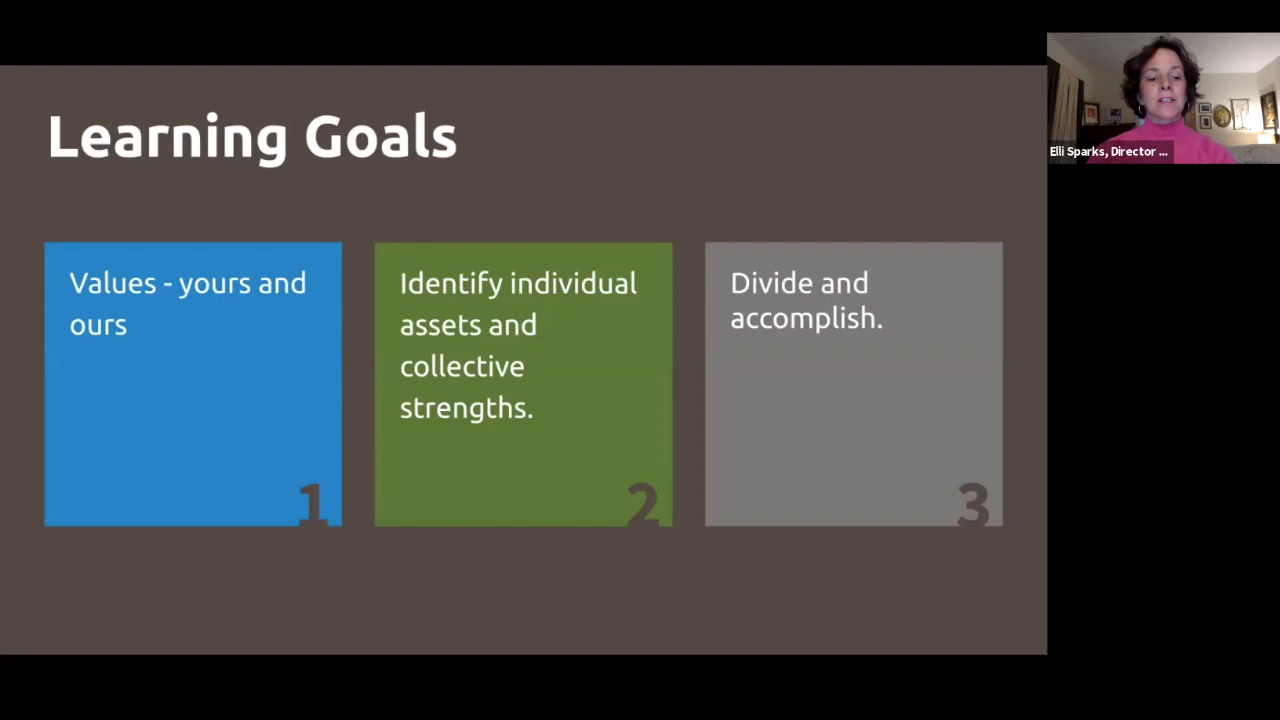 Learning Goals
Values - yours and
ours
1
Identify individual
assets and
collective
strengths.
2
Divide and
accomplish.
3
Elli Sparks, Director ...